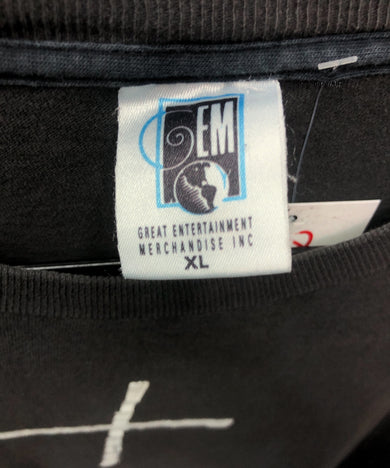 GEM
GREAT ENTERTAINMENT
MERCHANDISE INC
XL